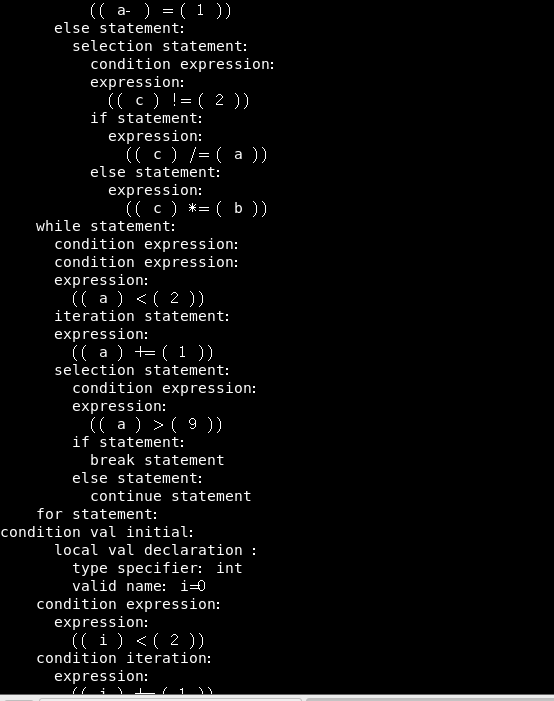 (( a- ) = ( 1 ))
else statement:
selection statement:
condition expression:
expression:
(( c ) != ( 2 ))
if statement:
expression:
(( c ) /= ( a ))
else statement:
expression:
(( c ) *= ( b ))
while statement:
condition expression:
condition expression:
expression:
(( a ) < ( 2 ))
iteration statement:
expression:
(( a ) += ( 1 ))
selection statement:
condition expression:
expression:
(( a ) > ( 9 ))
if statement:
break statement
else statement:
continue statement
for statement:
condition val initial:
local val declaration :
type specifier: int
valid name: i=0
condition expression:
expression:
(( i ) < ( 2 ))
condition iteration:
expression:
(( i ) += ( 1 ))